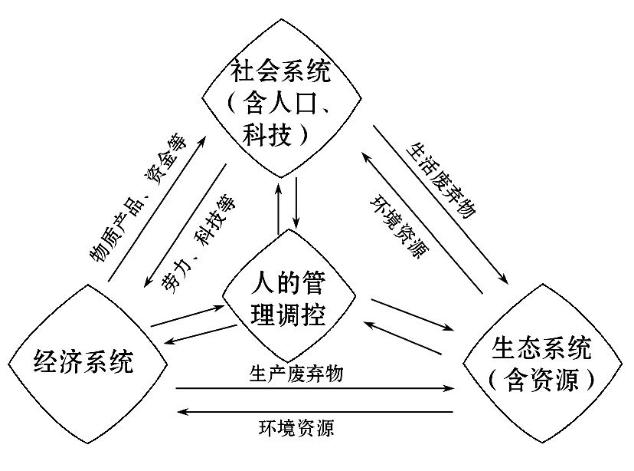 社会系统
（含人口、
科技）
物质产品、资金等
劳力、科技等
生活废弃物
环境资源
人的管
理调控
经济系统
生态系统
（含资源）
生产废弃物
环境资源